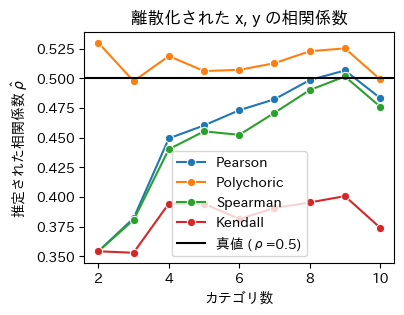 離散化された x, y の相関係数
0.525
0.500
0.475
0.450
0.425
0.400
0.375
0.350
推定された相関係数 ρ̂
Pearson
Polychoric
Spearman
Kendall
真値 (ρ=0.5)
2
4
6
8
10
カテゴリ数